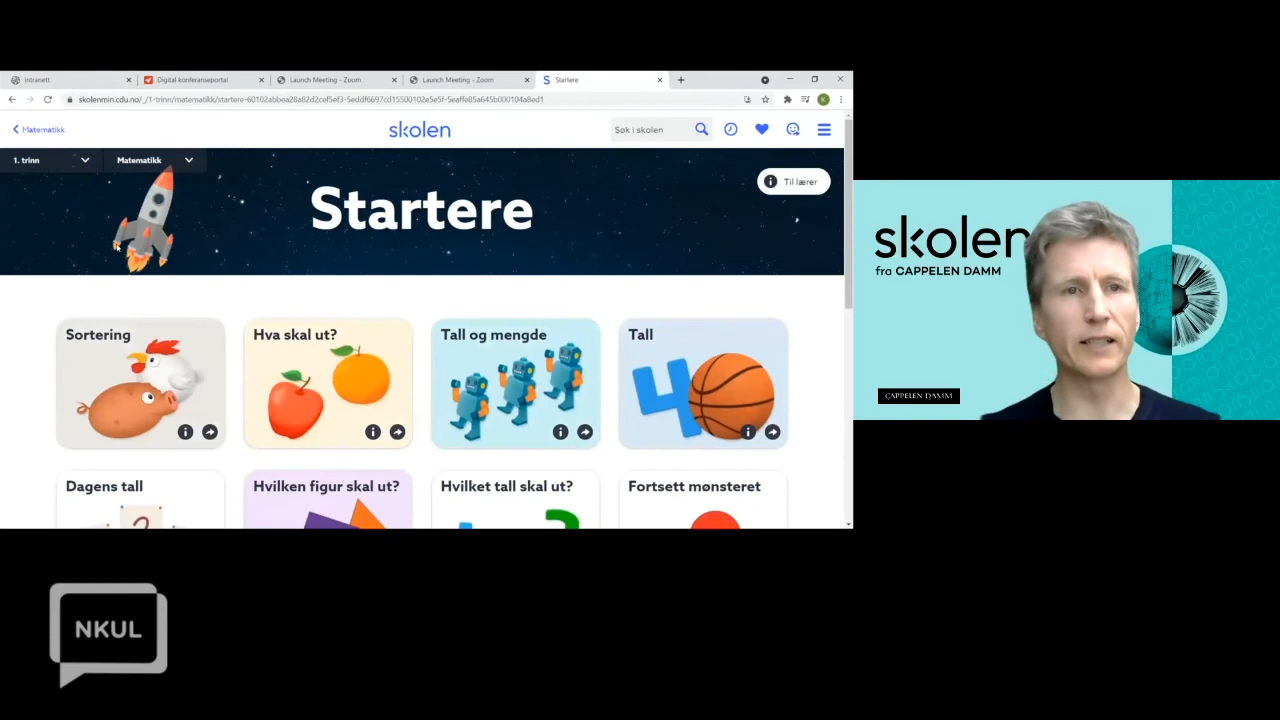 Intranett
Digital konferanseportal
Launch Meeting - Zoom
Launch Meeting - Zoom
S Startere
Matematikk
skolen
Søk i skolen
1. trinn
Matematikk
Startere
Til lærer
Sortering
Hva skal ut?
Tall og mengde
Tall
4
Dagens tall
Hvilken figur skal ut?
Hvilket tall skal ut?
Fortsett mønsteret
skolen
fra CAPPELEN DAMM
CAPPELEN DAMM
NKUL